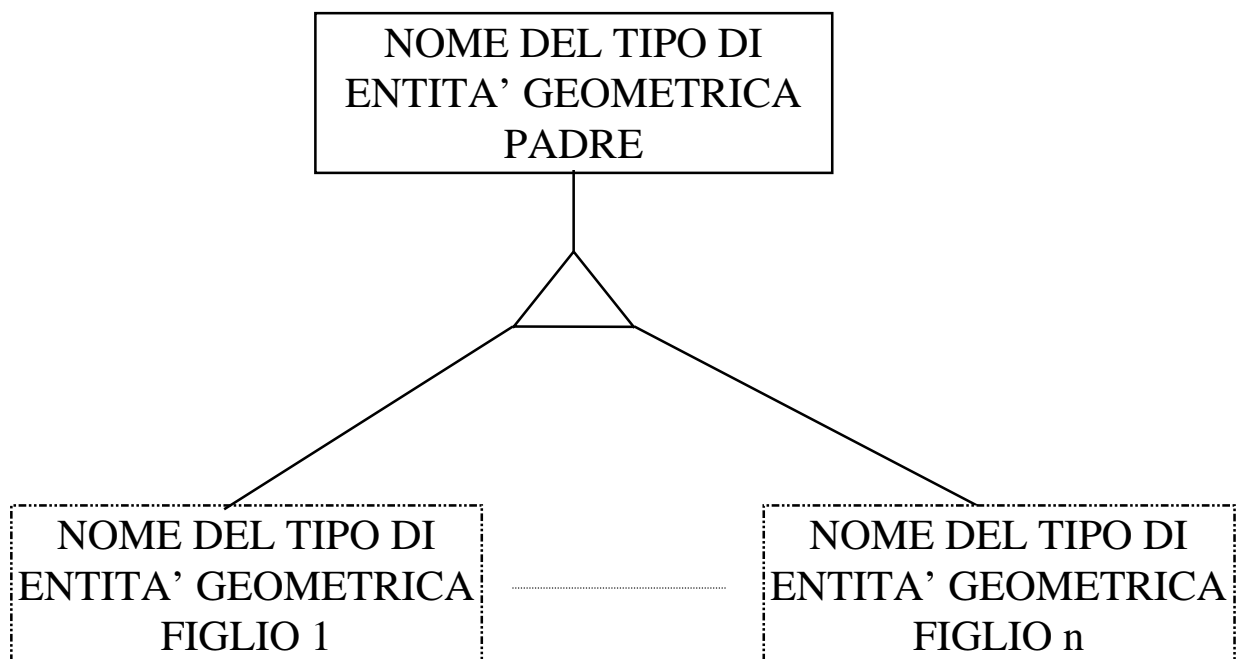 NOME DEL TIPO DI
ENTITA’ GEOMETRICA
PADRE
NOME DEL TIPO DI
ENTITA’ GEOMETRICA
FIGLIO 1
NOME DEL TIPO DI
ENTITA’ GEOMETRICA
FIGLIO n